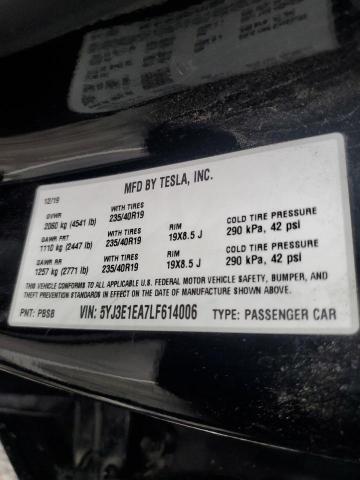 MFD BY TESLA, INC.
12/19
GVWR
2060 kg (4541 lb)
WITH TIRES
235/40R19
GAWR FRT
1110 kg (2447 lb)
WITH TIRES
235/40R19
RIM
19X8.5 J
COLD TIRE PRESSURE
290 kPa, 42 psi
GAWR RR
1257 kg (2771 lb)
WITH TIRES
235/40R19
RIM
19X8.5 J
COLD TIRE PRESSURE
290 kPa, 42 psi
THIS VEHICLE CONFORMS TO ALL APPLICABLE U.S. FEDERAL MOTOR VEHICLE SAFETY, BUMPER, AND
THEFT PREVENTION STANDARDS IN EFFECT ON THE DATE OF MANUFACTURE SHOWN ABOVE.
PNT: PBSB VIN: 5YJ3E1EA7LF614006 TYPE: PASSENGER CAR